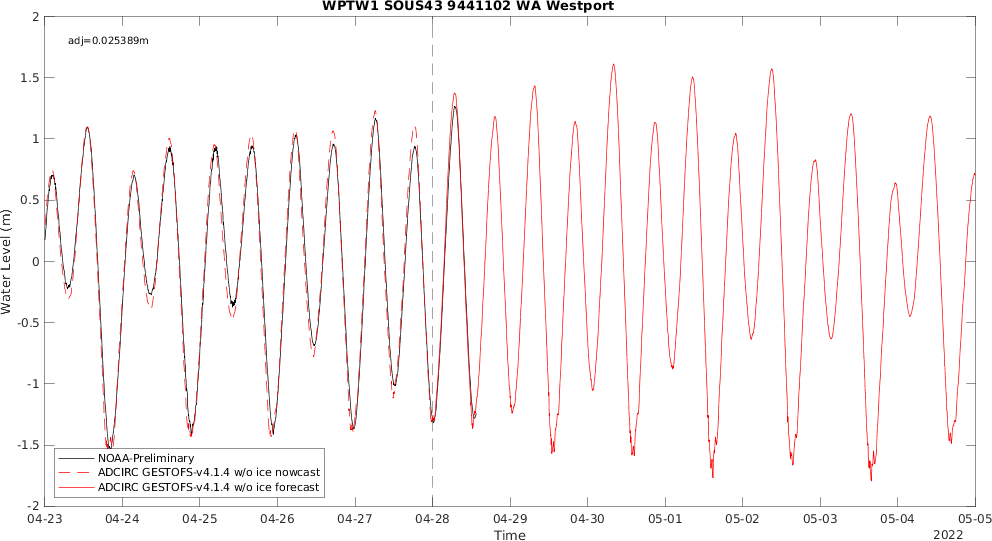 WPTW1 SOUS43 9441102 WA Westport
adj=0.025389m
2
1.5
1
0.5
0
-0.5
-1
-1.5
-2
Water Level (m)
NOAA-Preliminary
ADCIRC GESTOFS-v4.1.4 w/o ice nowcast
ADCIRC GESTOFS-v4.1.4 w/o ice forecast
04-23 04-24 04-25 04-26 04-27 04-28 04-29 04-30 05-01 05-02 05-03 05-04 05-05
Time
2022